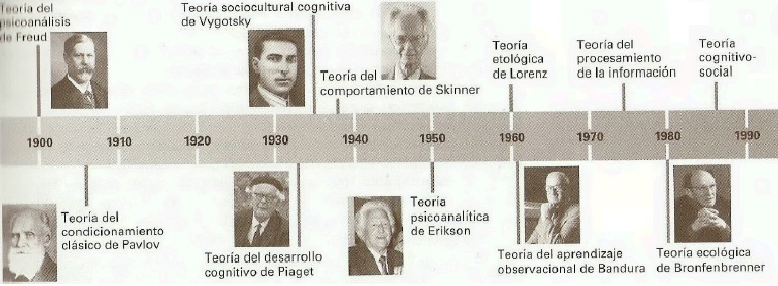 Teoría del
psicoanálisis
de Freud
Teoría sociocultural cognitiva
de Vygotsky
Teoría del
comportamiento de Skinner
Teoría
etológica
de Lorenz
Teoría del
procesamiento
de la información
Teoría
cognitivo-
social
1900 1910 1920 1930 1940 1950 1960 1970 1980 1990
Teoría del
condicionamiento
clásico de Pavlov
Teoría del desarrollo
cognitivo de Piaget
Teoría
psicoanalítica
de Erikson
Teoría del aprendizaje
observacional de Bandura
Teoría ecológica
de Bronfenbrenner